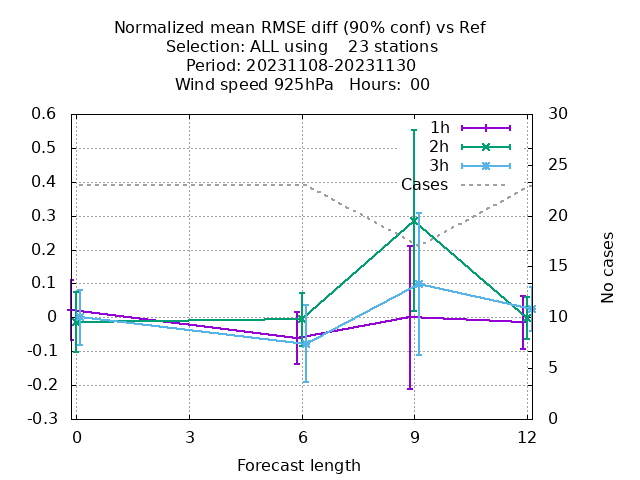 Normalized mean RMSE diff (90% conf) vs Ref
Selection: ALL using    23 stations
Period: 20231108-20231130
Wind speed 925hPa   Hours:  00
0.6
0.5
0.4
0.3
0.2
0.1
0
-0.1
-0.2
-0.3
30
25
20
15
10
5
0
1h
2h
3h
Cases
No cases
0 3 6 9 12
Forecast length